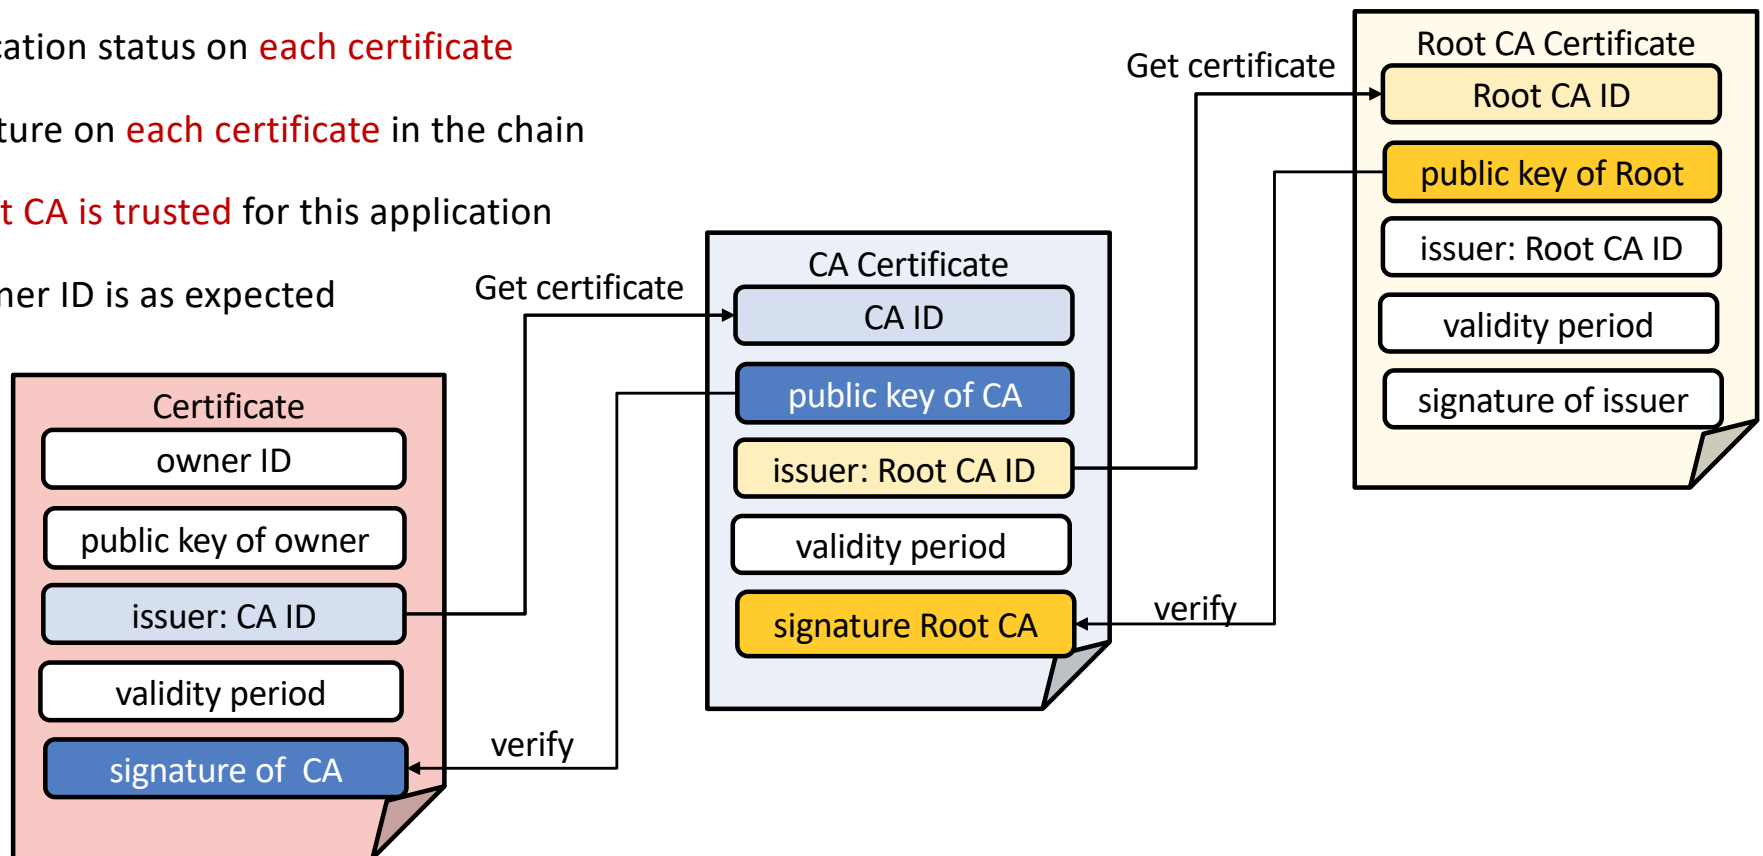 cation status on each certificate
ture on each certificate in the chain
t CA is trusted for this application
ner ID is as expected
Get certificate
Get certificate
verify
verify
Certificate
owner ID
public key of owner
issuer: CA ID
validity period
signature of CA
CA Certificate
CA ID
public key of CA
issuer: Root CA ID
validity period
signature Root CA
Root CA Certificate
Root CA ID
public key of Root
issuer: Root CA ID
validity period
signature of issuer